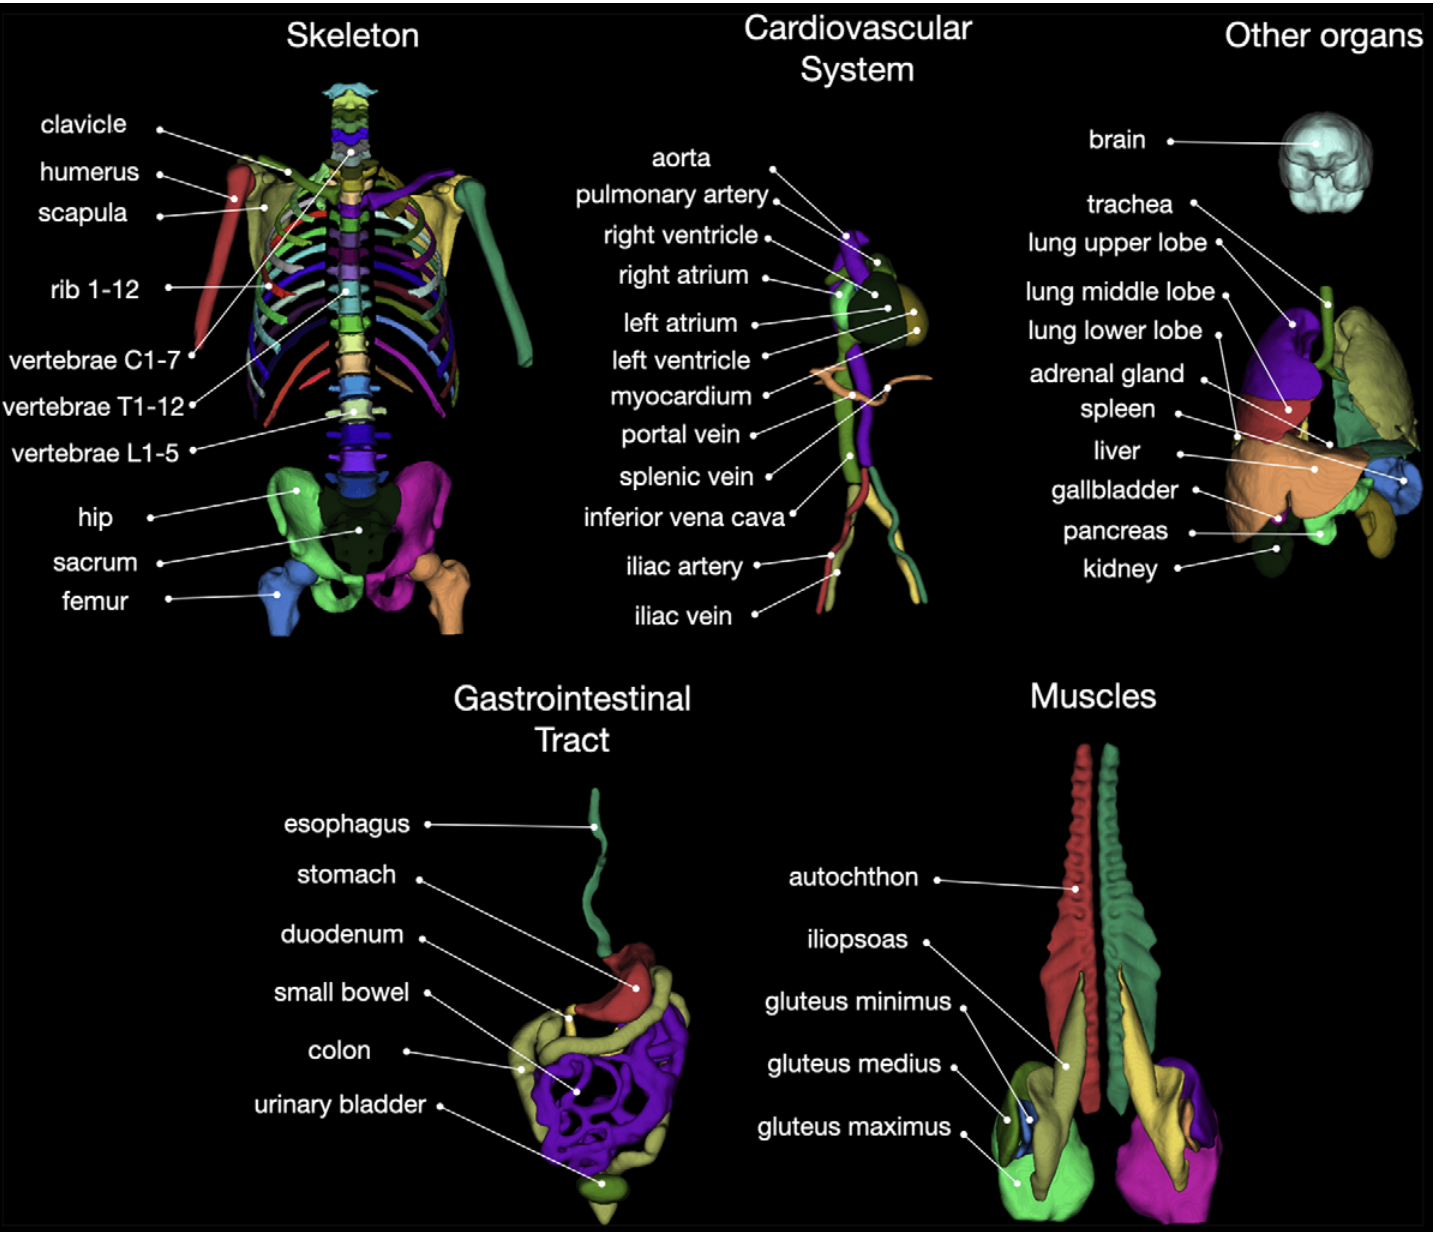 Skeleton
clavicle
humerus
scapula
rib 1-12
vertebrae C1-7
vertebrae T1-12
vertebrae L1-5
hip
sacrum
femur
Cardiovascular
System
aorta
pulmonary artery
right ventricle
right atrium
left atrium
left ventricle
myocardium
portal vein
splenic vein
inferior vena cava
iliac artery
iliac vein
Other organs
brain
trachea
lung upper lobe
lung middle lobe
lung lower lobe
adrenal gland
spleen
liver
gallbladder
pancreas
kidney
Gastrointestinal
Tract
esophagus
stomach
duodenum
small bowel
colon
urinary bladder
Muscles
autochthon
iliopsoas
gluteus minimus
gluteus medius
gluteus maximus